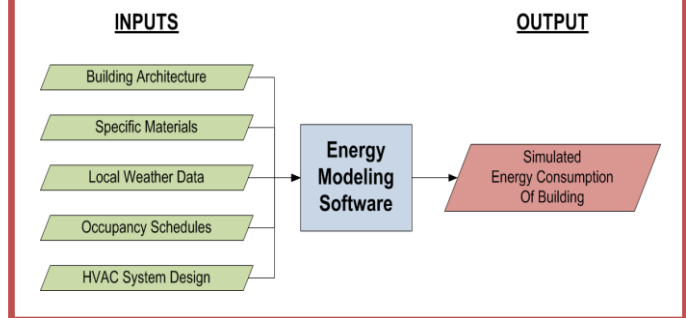 INPUTS
OUTPUT
Building Architecture
Specific Materials
Local Weather Data
Occupancy Schedules
HVAC System Design
Energy
Modeling
Software
Simulated
Energy Consumption
Of Building